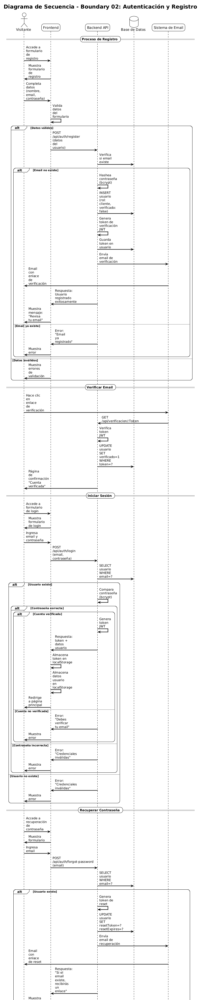 Diagrama de Secuencia - Boundary 02: Autenticación y Registro
Visitante
Frontend
Backend API
Base de Datos
Sistema de Email
Proceso de Registro
Accede a
formulario
de
registro
Muestra
formulario
de
registro
Completa
datos
(nombre,
email,
contraseña)
Valida
datos
del
formulario
alt
[Datos válidos]
POST
/api/auth/register
(datos
del
usuario)
Verifica
si email
existe
alt
[Email no existe]
Hashea
contraseña
(bcrypt)
INSERT
usuario
(rol:
cliente,
verificado:
false)
Genera
token de
verificación
JWT
Guarda
token en
usuario
Envía
email de
verificación
Email
con
enlace
de
verificación
Respuesta:
Usuario
registrado
exitosamente
Muestra
mensaje:
"Revisa
tu email"
[Email ya existe]
Error:
"Email
ya
registrado"
Muestra
error
[Datos inválidos]
Muestra
errores
de
validación
Verificar Email
Hace clic
en
enlace
de
verificación
GET
/api/verificacion/:Token
Verifica
token
JWT
UPDATE
usuario
SET
verificado=1
WHERE
token=?
Página
de
confirmación
"Cuenta
verificada"
Iniciar Sesión
Accede a
formulario
de login
Muestra
formulario
de login
Ingresa
email y
contraseña
POST
/api/auth/login
(email,
contraseña)
SELECT
usuario
WHERE
email=?
alt
[Usuario existe]
Compara
contraseña
(bcrypt)
alt
[Contraseña correcta]
alt
[Cuenta verificada]
Genera
token
JWT
Respuesta:
token +
datos
usuario
Almacena
token en
localStorage
Almacena
datos
usuario
en
localStorage
Redirige
a página
principal
[Cuenta no verificada]
Error:
"Debes
verificar
tu email"
Muestra
error
[Contraseña incorrecta]
Error:
"Credenciales
inválidas"
Muestra
error
[Usuario no existe]
Error:
"Credenciales
inválidas"
Muestra
error
Recuperar Contraseña
Accede a
recuperación
de
contraseña
Muestra
formulario
Ingresa
email
POST
/api/auth/forgot-password
(email)
SELECT
usuario
WHERE
email=?
alt
[Usuario existe]
Genera
token de
reset
UPDATE
usuario
SET
resetToken=?
resetExpires=?
Envía
email de
recuperación
Email
con
enlace
de reset
Respuesta:
"Si el
email
existe,
recibirás
un
enlace"
Muestra